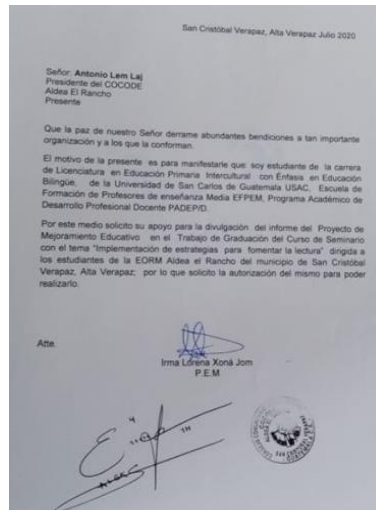 San Cristóbal Verapaz, Alta Verapaz Julio 2020
Señor: Antonio Lem Laj
Presidente del COCODE
Aldea El Rancho
Presente
Que la paz de nuestro Señor derrame abundantes bendiciones a tan importante
organización y a los que la conforman.
El motivo de la presente es para manifestarle que: soy estudiante de la carrera
de Licenciatura en Educación Primaria Intercultural con Énfasis en Educación
Bilingüe, de la Universidad de San Carlos de Guatemala USAC, Escuela de
Formación de Profesores de enseñanza Media EFPEM, Programa Académico de
Desarrollo Profesional Docente PADEP/D.
Por este medio solicito su apoyo para la divulgación del informe del Proyecto de
Mejoramiento Educativo en el Trabajo de Graduación del Curso de Seminario
con el tema "Implementación de estrategias para fomentar la lectura" dirigida a
los estudiantes de la EORM Aldea el Rancho del municipio de San Cristóbal
Verapaz, Alta Verapaz; por lo que solicito la autorización del mismo para poder
realizarlo.
Atte.
Irma Lorena Xoná Jom
P.E.M